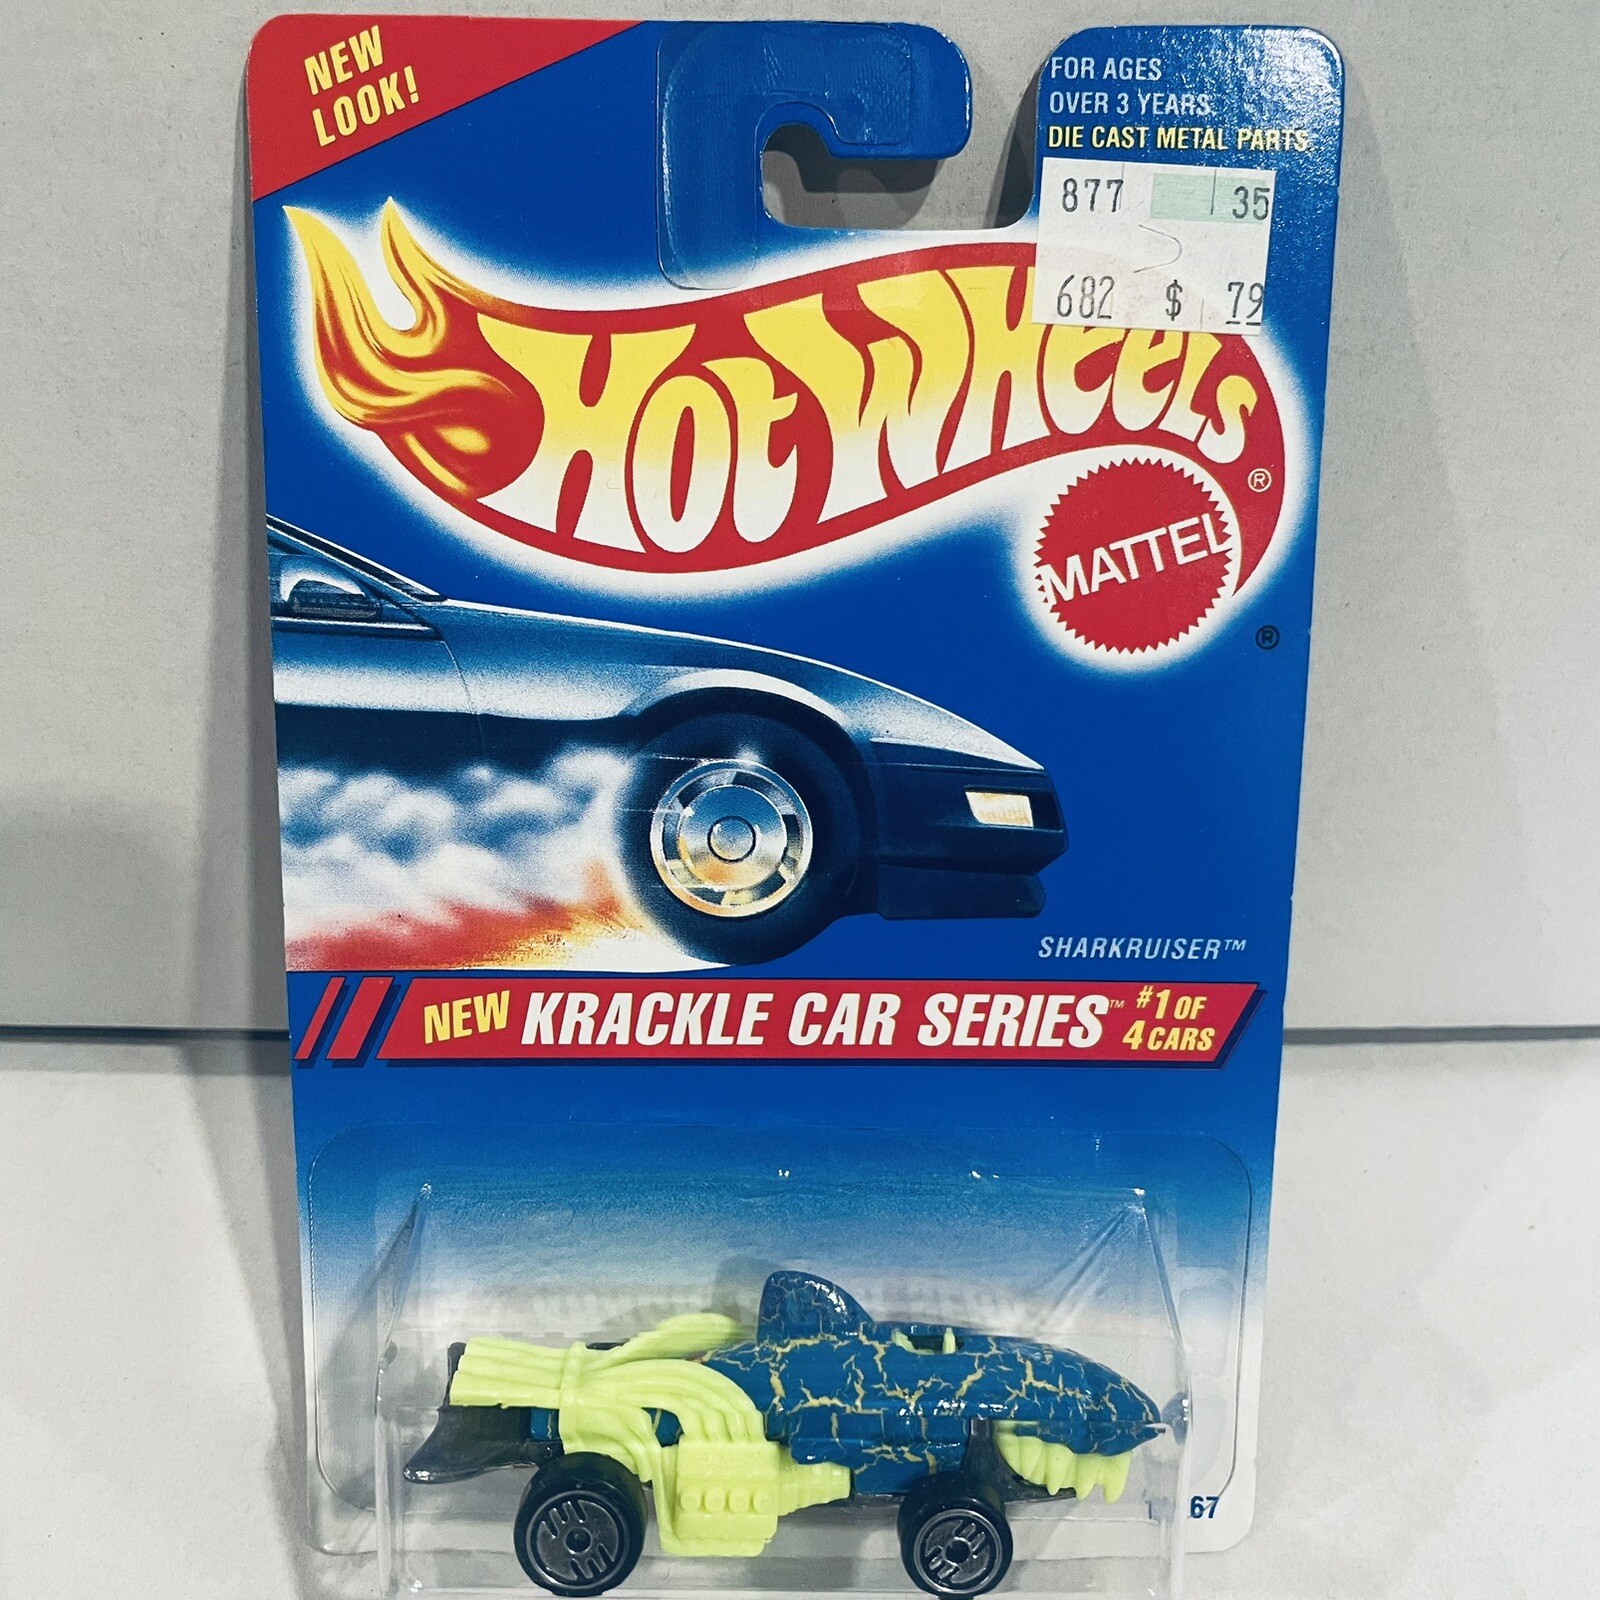 NEW
LOOK!
FOR AGES
OVER 3 YEARS
DIE CAST METAL PARTS
877 35
682 $ 79
HOT WHEELS
®
MATTEL
®
SHARKRUISER™
NEW KRACKLE CAR SERIES™ #1 OF
4 CARS
67